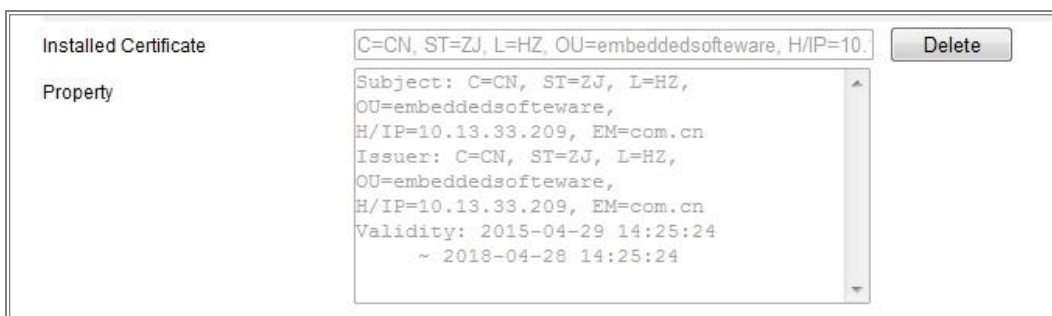 Installed Certificate
C=CN, ST=ZJ, L=HZ, OU=embeddedsofteware, H/IP=10.
Delete
Property
Subject: C=CN, ST=ZJ, L=HZ,
OU=embeddedsofteware,
H/IP=10.13.33.209, EM=com.cn
Issuer: C=CN, ST=ZJ, L=HZ,
OU=embeddedsofteware,
H/IP=10.13.33.209, EM=com.cn
Validity: 2015-04-29 14:25:24
~ 2018-04-28 14:25:24